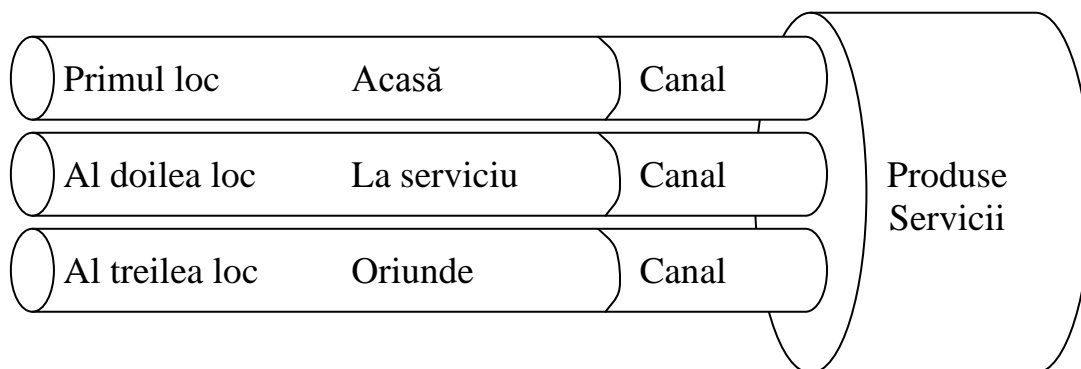 Primul loc Acasă Canal
Al doilea loc La serviciu Canal
Al treilea loc Oriunde Canal
Produse
Servicii